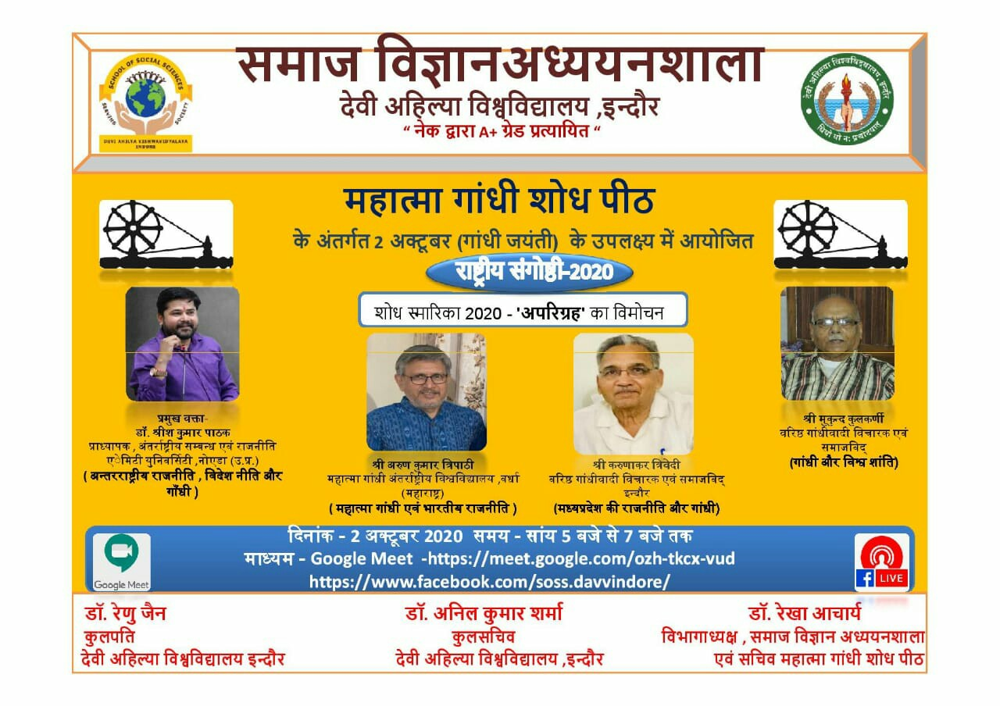 समाज विज्ञानअध्ययनशाला
देवी अहिल्या विश्वविद्यालय ,इन्दौर
“ नेक द्वारा A+ ग्रेड प्रत्यायित “
SCHOOL OF SOCIAL SCIENCES
SERVING SOCIETY
DEVI AHILYA VISHWAVIDYALAYA
INDORE
देवी अहिल्या विश्वविद्यालय, इन्दौर
धियो यो नः प्रचोदयात्
महात्मा गांधी शोध पीठ
के अंतर्गत 2 अक्टूबर (गांधी जयंती) के उपलक्ष्य में आयोजित
राष्ट्रीय संगोष्ठी-2020
शोध स्मारिका 2020 - 'अपरिग्रह' का विमोचन
प्रमुख वक्ता-
डॉ. श्रीश कुमार पाठक
प्राध्यापक , अंतर्राष्ट्रीय सम्बन्ध एवं राजनीति
एेमिटी युनिवर्सिटी ,नोएडा (उ.प्र.)
( अन्तरराष्ट्रीय राजनीति , विदेश नीति और
गाँधी )
श्री अरुण कुमार त्रिपाठी
महात्मा गांधी अंतर्राष्ट्रीय विश्वविद्यालय ,वर्धा
(महाराष्ट्र)
( महात्मा गांधी एवं भारतीय राजनीति )
श्री करुणाकर त्रिवेदी
वरिष्ठ गांधीवादी विचारक एवं समाजविद्
इन्दौर
(मध्यप्रदेश की राजनीति और गांधी)
श्री मूकुन्द कुलकर्णी
वरिष्ठ गांधीवादी विचारक एवं
समाजविद्
(गांधी और विश्व शांति)
दिनांक - 2 अक्टूबर 2020 समय - सांय 5 बजे से 7 बजे तक
माध्यम - Google Meet -https://meet.google.com/ozh-tkcx-vud
https://www.facebook.com/soss.davvindore/
Google Meet
f LIVE
डॉ. रेणु जैन
कुलपति
देवी अहिल्या विश्वविद्यालय इन्दौर
डॉ. अनिल कुमार शर्मा
कुलसचिव
देवी अहिल्या विश्वविद्यालय ,इन्दौर
डॉ. रेखा आचार्य
विभागाध्यक्ष , समाज विज्ञान अध्ययनशाला
एवं सचिव महात्मा गांधी शोध पीठ